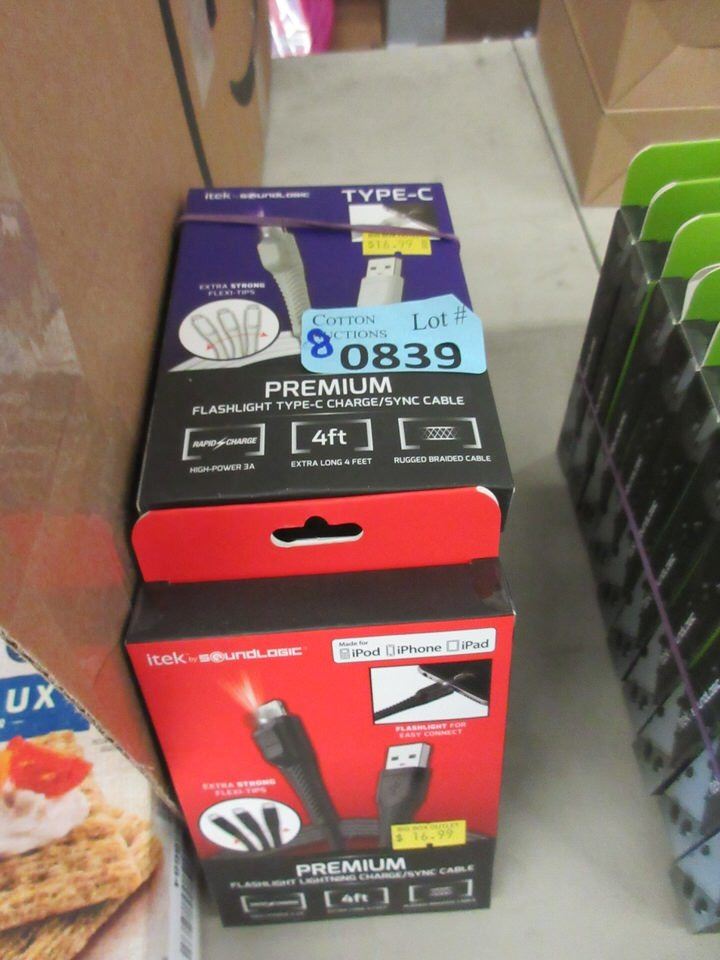 itek by SOUNDLOGIC
TYPE-C
$16.99
EXTRA STRONG
FLEXI-TIPS
COTTON
Lot #
8 0839
PREMIUM
FLASHLIGHT TYPE-C CHARGE/SYNC CABLE
RAPID CHARGE
4ft
HIGH-POWER 3A
EXTRA LONG 4 FEET
RUGGED BRAIDED CABLE
itek by SOUNDLOGIC
Made for
iPod iPhone iPad
FLASHLIGHT FOR
EASY CONNECT
EXTRA STRONG
FLEXI-TIPS
BIG BOX OUTLET
$ 16.99
PREMIUM
FLASHLIGHT LIGHTNING CHARGE/SYNC CABLE
4ft
UX